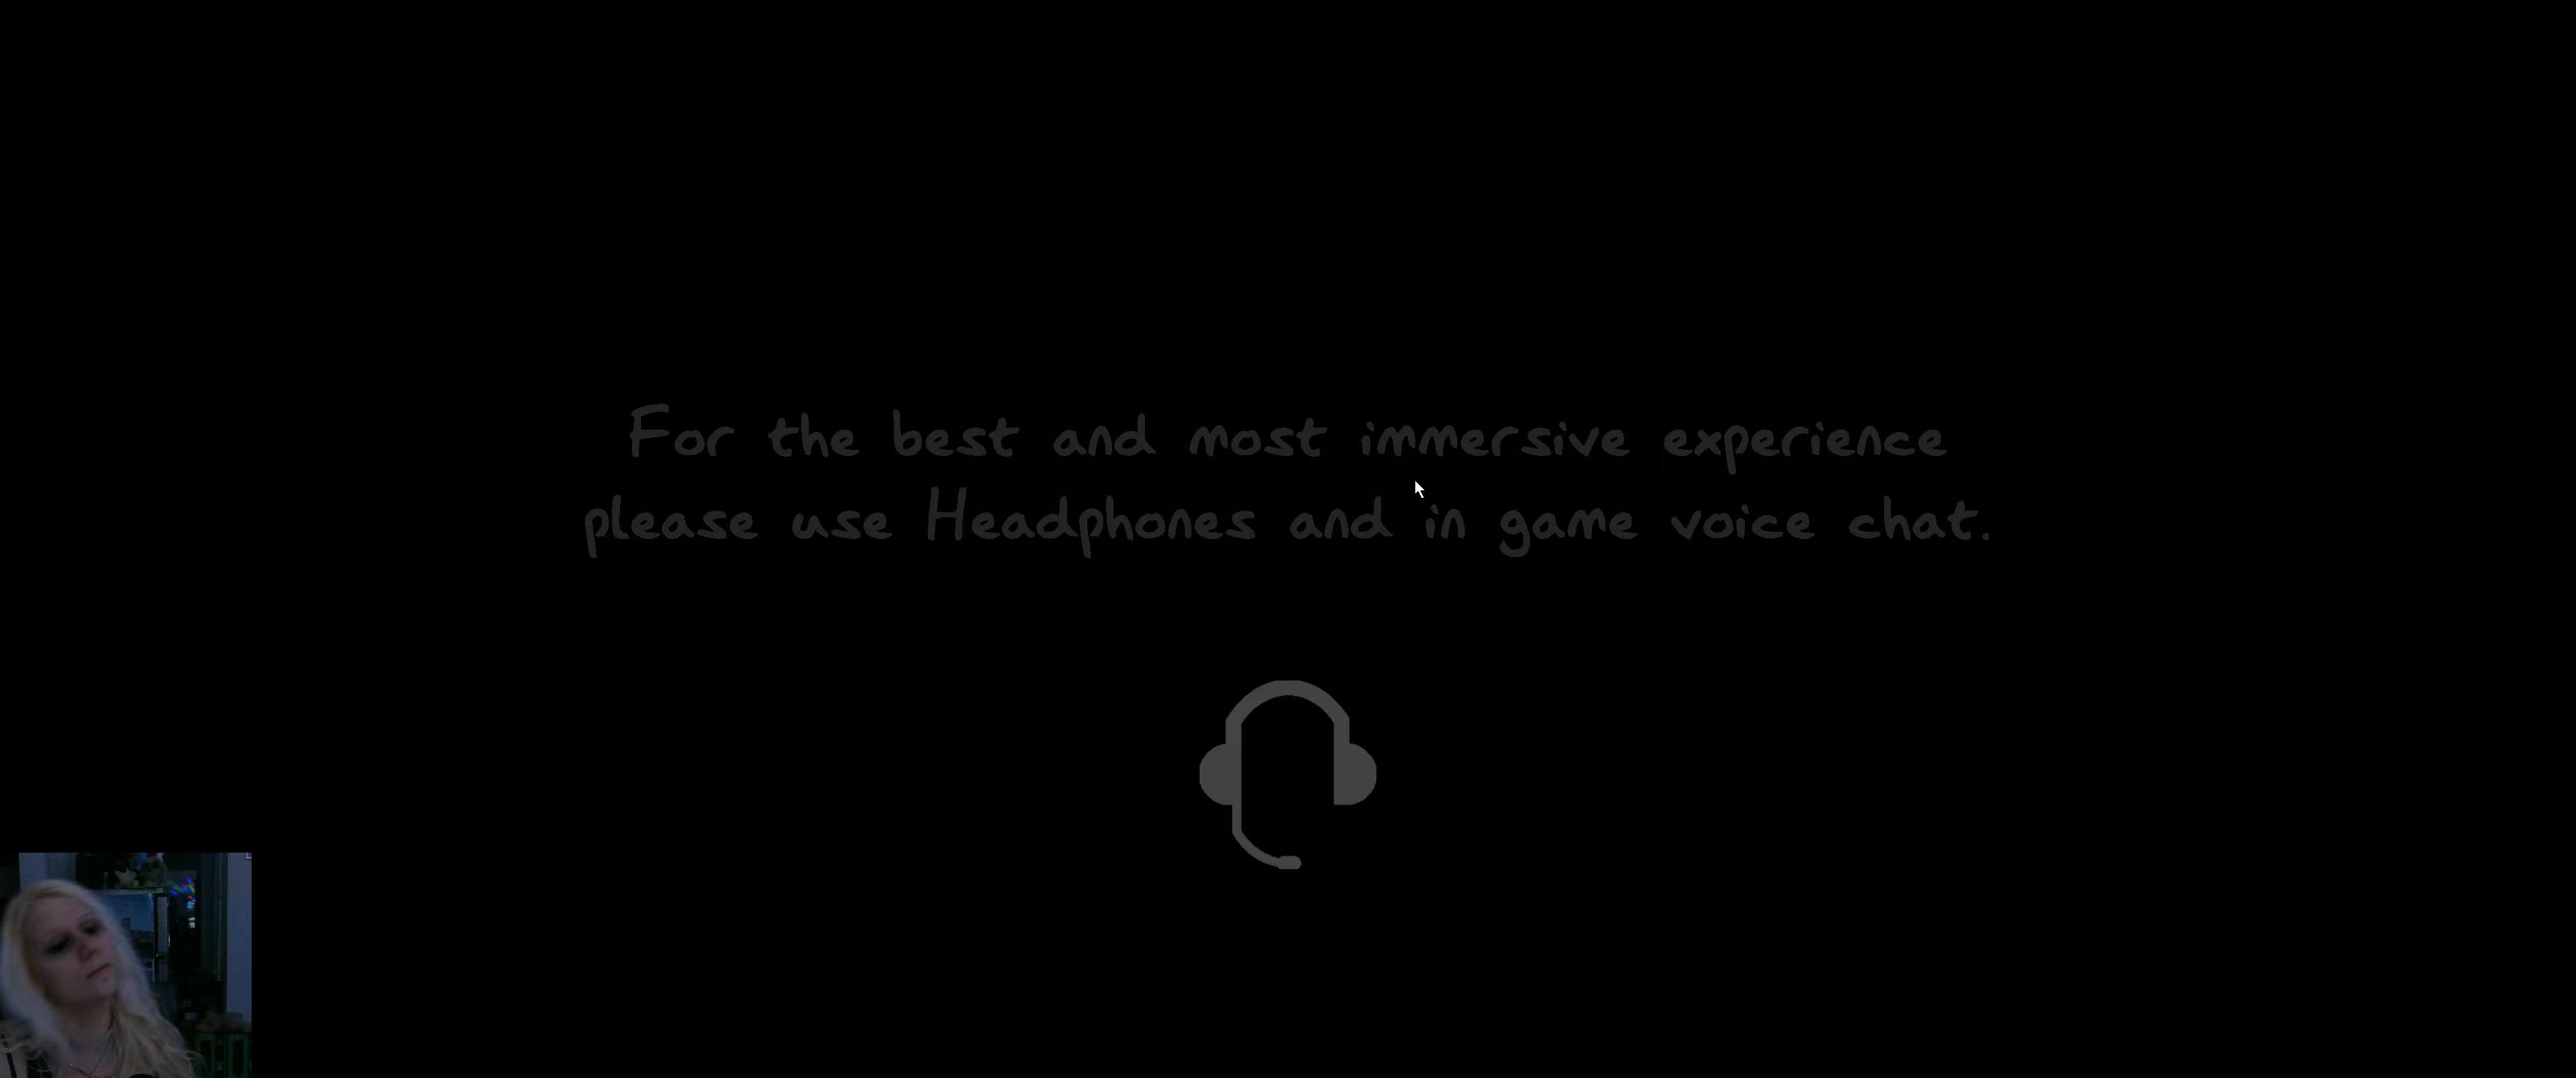 For the best and most immersive experience
please use Headphones and in game voice chat.